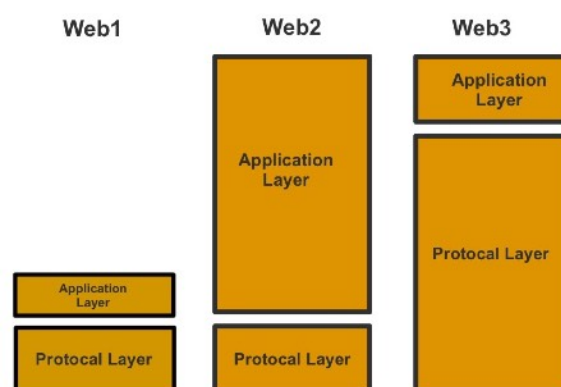 Web1
Web2
Web3
Application
Layer
Protocal Layer
Application
Layer
Protocal Layer
Application
Layer
Protocal Layer